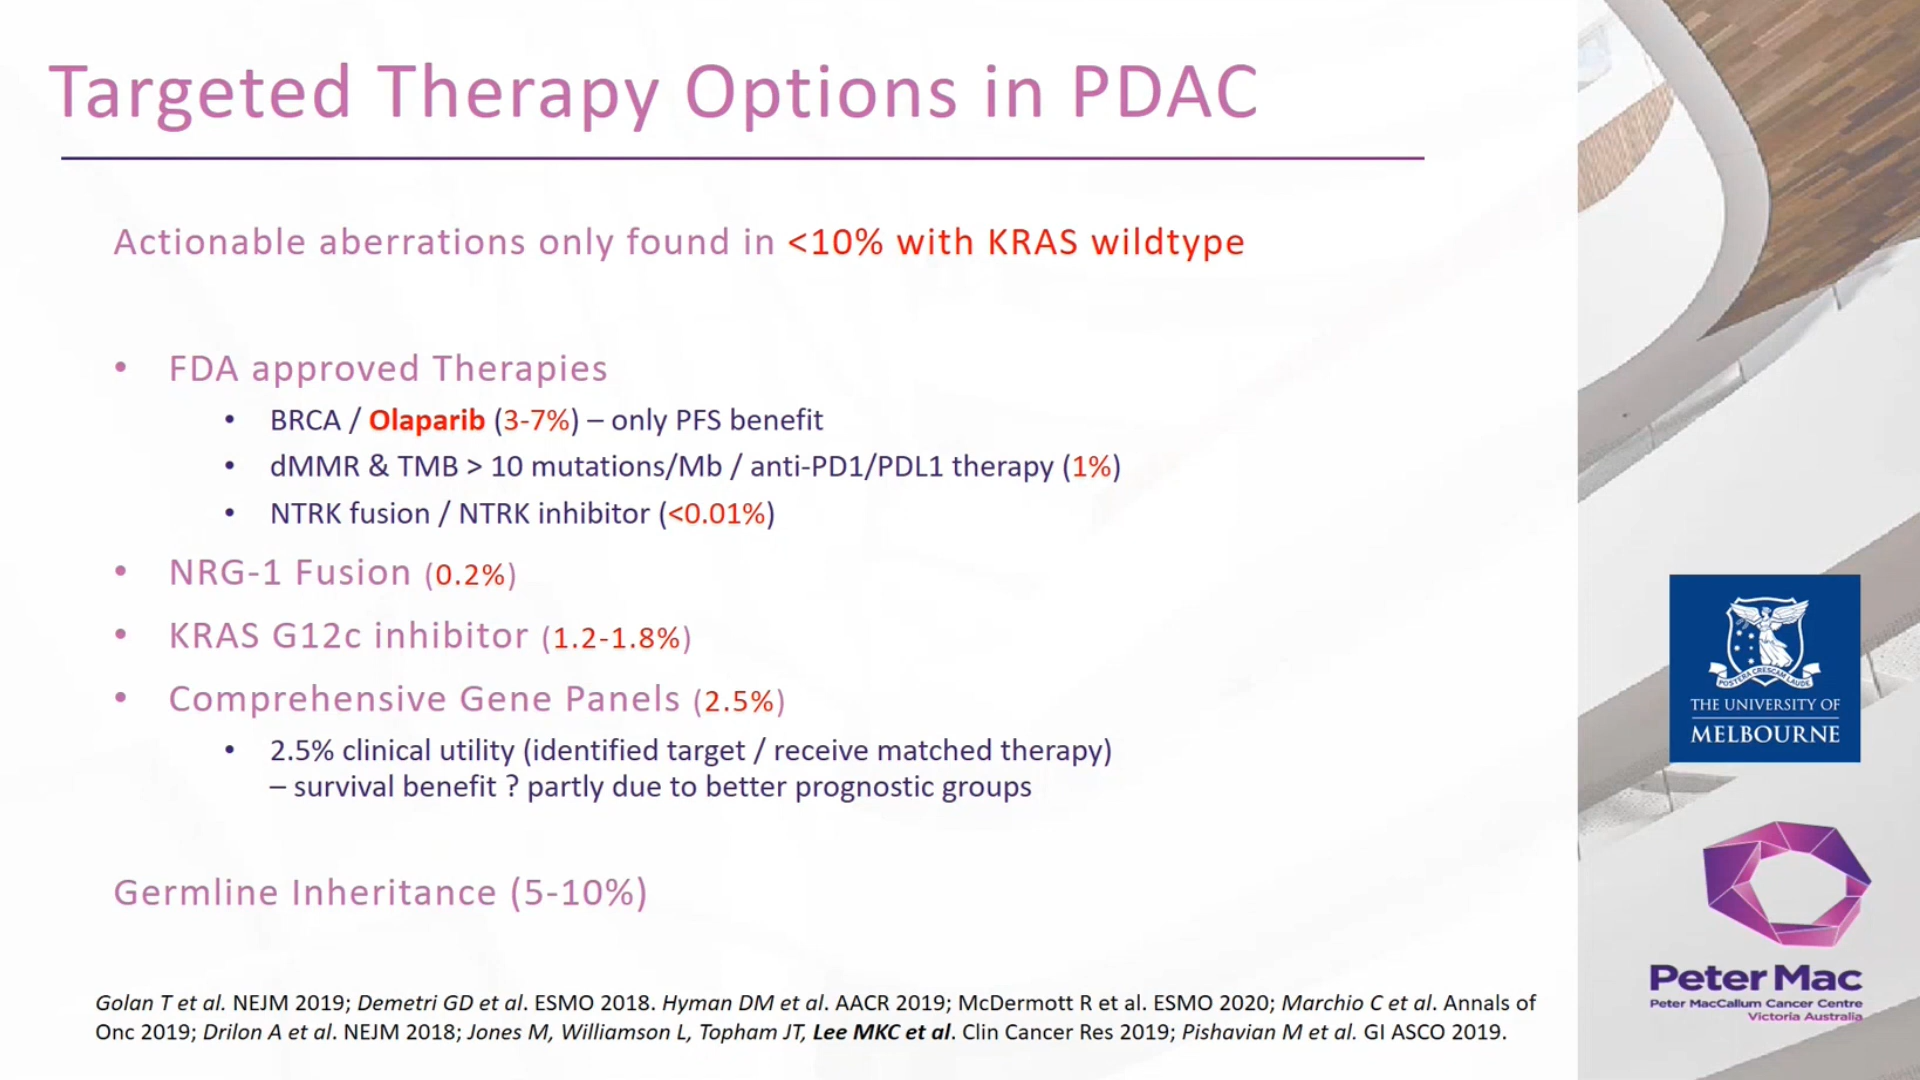 Targeted Therapy Options in PDAC
Actionable aberrations only found in <10% with KRAS wildtype
• FDA approved Therapies
• BRCA / Olaparib (3-7%) – only PFS benefit
• dMMR & TMB > 10 mutations/Mb / anti-PD1/PDL1 therapy (1%)
• NTRK fusion / NTRK inhibitor (<0.01%)
• NRG-1 Fusion (0.2%)
• KRAS G12c inhibitor (1.2-1.8%)
• Comprehensive Gene Panels (2.5%)
• 2.5% clinical utility (identified target / receive matched therapy)
– survival benefit ? partly due to better prognostic groups
Germline Inheritance (5-10%)
Golan T et al. NEJM 2019; Demetri GD et al. ESMO 2018. Hyman DM et al. AACR 2019; McDermott R et al. ESMO 2020; Marchio C et al. Annals of
Onc 2019; Drilon A et al. NEJM 2018; Jones M, Williamson L, Topham JT, Lee MKC et al. Clin Cancer Res 2019; Pishavian M et al. GI ASCO 2019.
POSTERA CRESCAM LAUDE
THE UNIVERSITY OF
MELBOURNE
Peter Mac
Peter MacCallum Cancer Centre
Victoria Australia